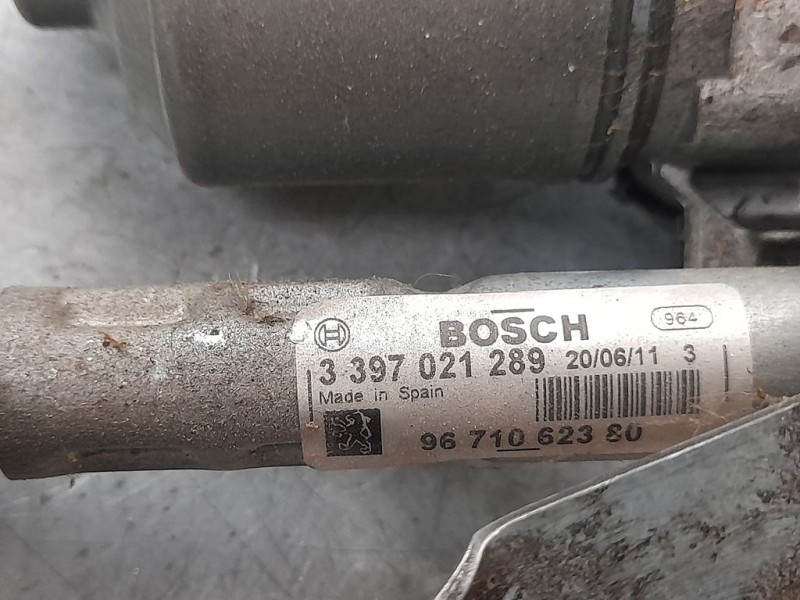 BOSCH 964
3 397 021 289 20/06/11 3
Made in Spain
96 710 623 80